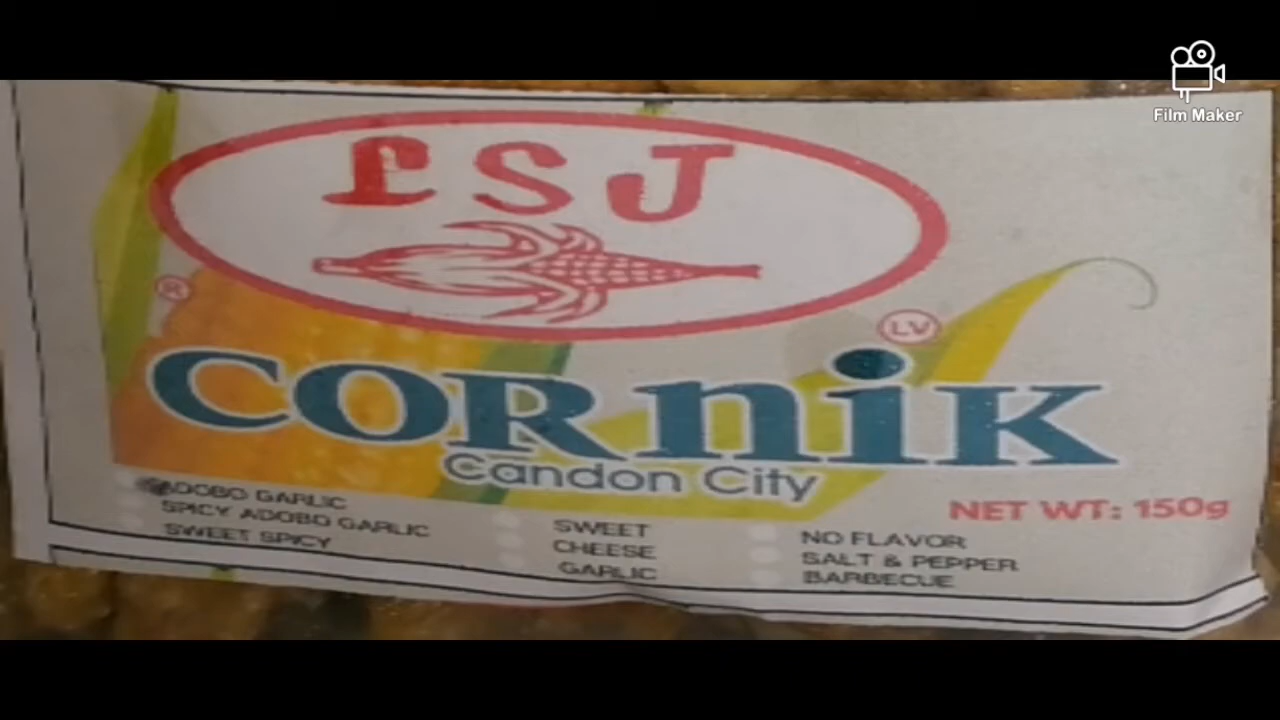 Film Maker
LSJ
R
LV
CORniK
Candon City
NET WT: 150g
ADOBO GARLIC
SPICY ADOBO GARLIC
SWEET SPICY
SWEET
CHEESE
GARLIC
NO FLAVOR
SALT & PEPPER
BARBECUE